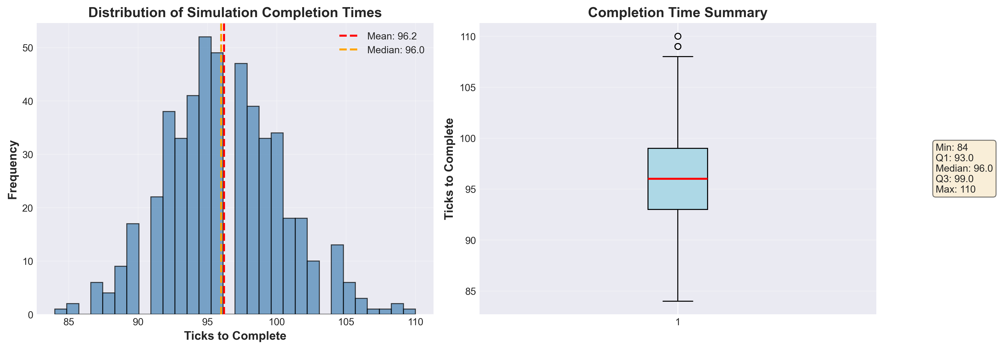 Distribution of Simulation Completion Times
Frequency
50
40
30
20
10
0
85 90 95 100 105 110
Ticks to Complete
Mean: 96.2
Median: 96.0
Completion Time Summary
Ticks to Complete
110
105
100
95
90
85
1
Min: 84
Q1: 93.0
Median: 96.0
Q3: 99.0
Max: 110